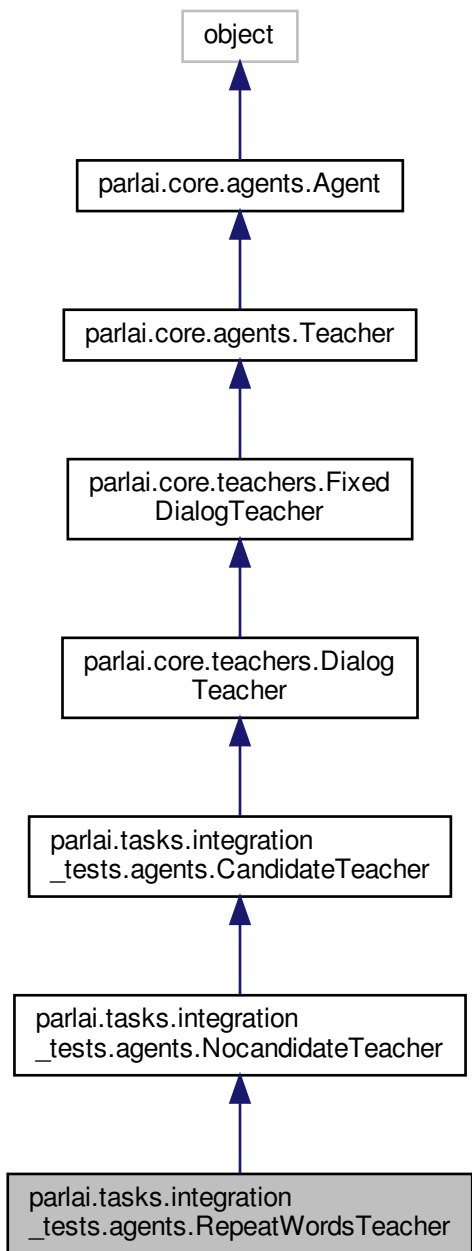 object
parlai.core.agents.Agent
parlai.core.agents.Teacher
parlai.core.teachers.Fixed
DialogTeacher
parlai.core.teachers.Dialog
Teacher
parlai.tasks.integration
_tests.agents.CandidateTeacher
parlai.tasks.integration
_tests.agents.NocandidateTeacher
parlai.tasks.integration
_tests.agents.RepeatWordsTeacher